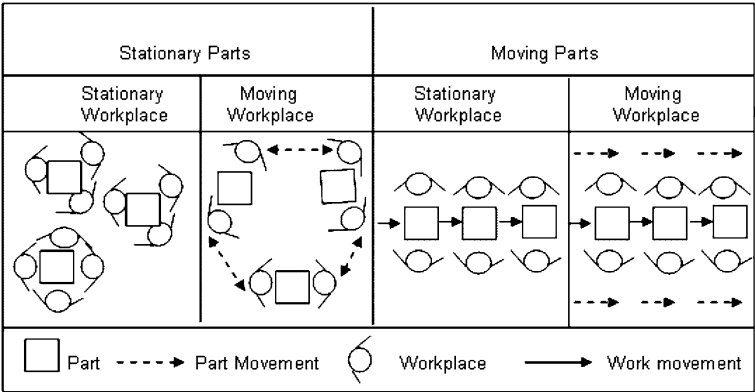 Stationary Parts
Moving Parts
Stationary
Workplace
Moving
Workplace
Stationary
Workplace
Moving
Workplace
Part
Part Movement
Workplace
Work movement